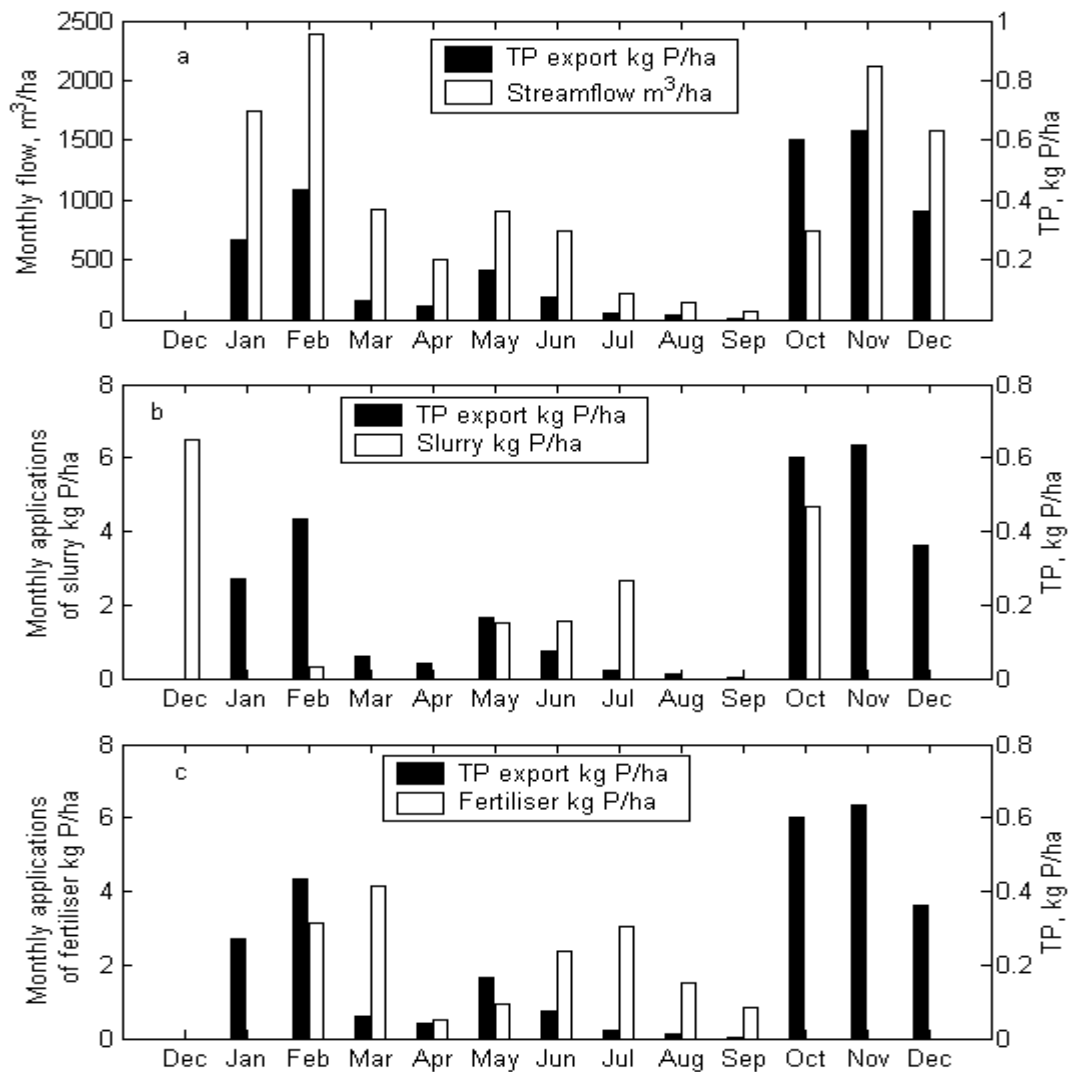 a
TP export kg P/ha
Streamflow m³/ha
Monthly flow, m³/ha
2500
2000
1500
1000
500
0
1
0.8
0.6
0.4
0.2
TP, kg P/ha
Dec Jan Feb Mar Apr May Jun Jul Aug Sep Oct Nov Dec
b
TP export kg P/ha
Slurry kg P/ha
Monthly applications
of slurry kg P/ha
8
6
4
2
0
0.8
0.6
0.4
0.2
0
TP, kg P/ha
Dec Jan Feb Mar Apr May Jun Jul Aug Sep Oct Nov Dec
c
TP export kg P/ha
Fertiliser kg P/ha
Monthly applications
of fertiliser kg P/ha
8
6
4
2
0
0.8
0.6
0.4
0.2
0
TP, kg P/ha
Dec Jan Feb Mar Apr May Jun Jul Aug Sep Oct Nov Dec